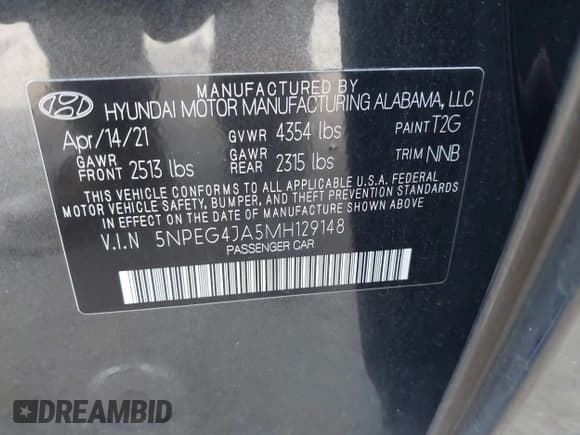 MANUFACTURED BY
HYUNDAI MOTOR MANUFACTURING ALABAMA, LLC
Apr/14/21 GVWR 4354 lbs PAINT T2G
GAWR FRONT 2513 lbs GAWR REAR 2315 lbs TRIM NNB
THIS VEHICLE CONFORMS TO ALL APPLICABLE U.S.A. FEDERAL
MOTOR VEHICLE SAFETY, BUMPER, AND THEFT PREVENTION STANDARDS
IN EFFECT ON THE DATE OF MANUFACTURE SHOWN ABOVE.
V.I.N 5NPEG4JA5MH129148
PASSENGER CAR
DREAMBID